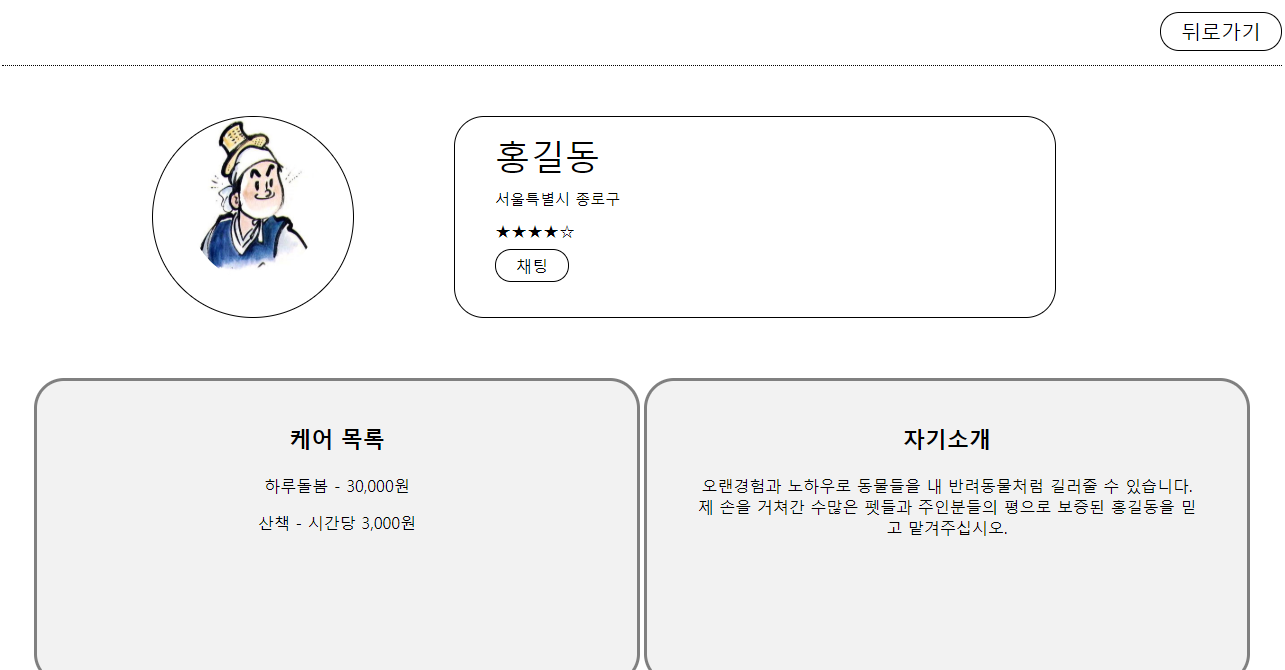 뒤로가기
홍길동
서울특별시 종로구
★★★★☆
채팅
케어 목록
하루돌봄 - 30,000원
산책 - 시간당 3,000원
자기소개
오랜경험과 노하우로 동물들을 내 반려동물처럼 길러줄 수 있습니다.
제 손을 거쳐간 수많은 펫들과 주인분들의 평으로 보증된 홍길동을 믿
고 맡겨주십시오.